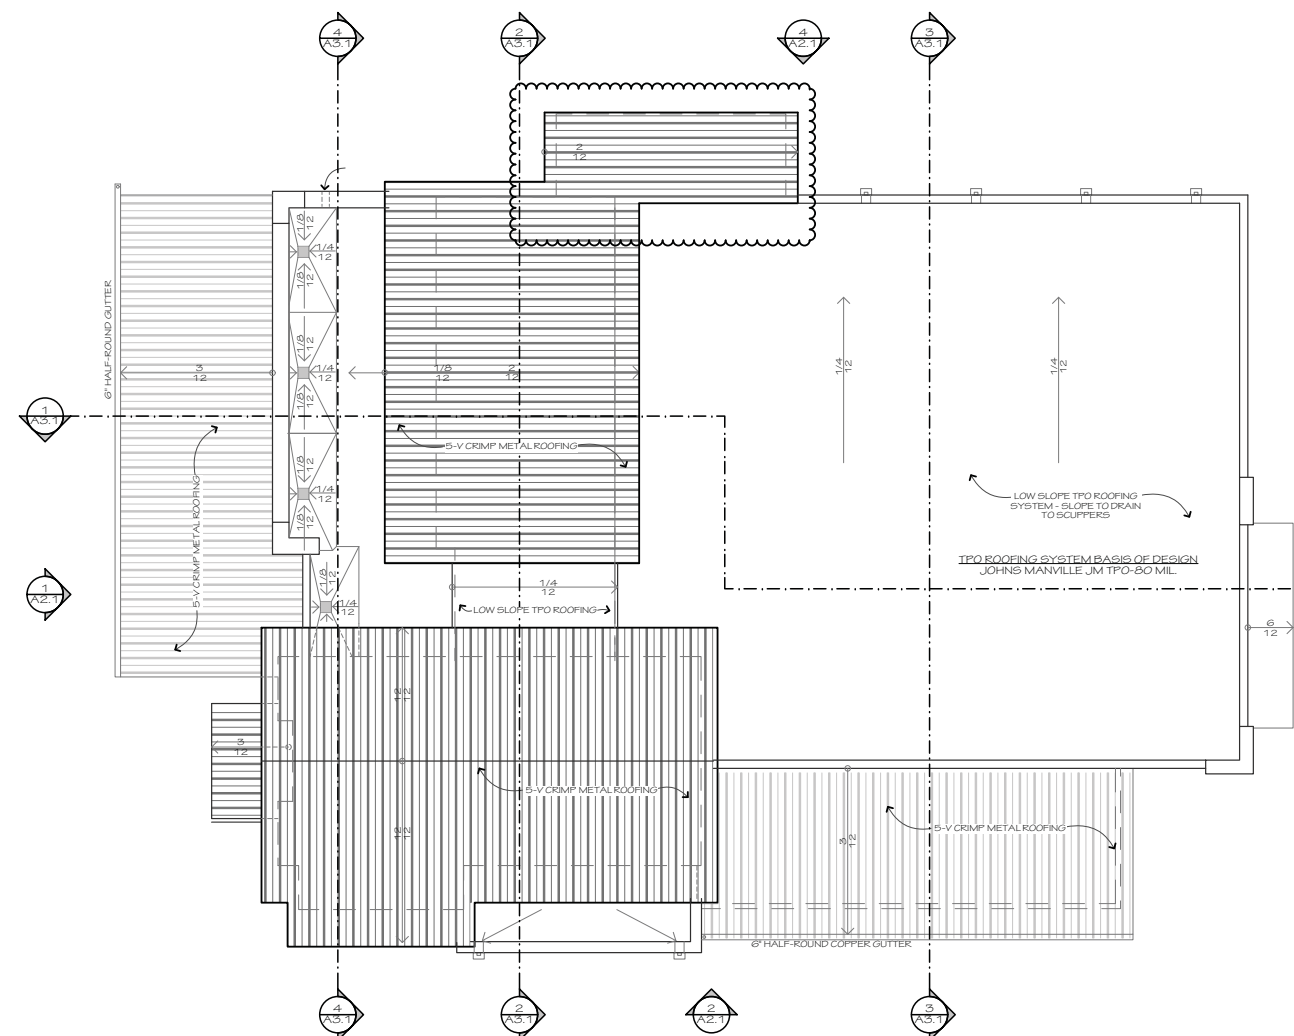 4
A3.1
2
A3.1
4
A2.1
3
A3.1
2
12
1/8
12
1/4
12
1/8
12
6" HALF-ROUND GUTTER
3
12
1/8
12
1/4
12
1/8
12
1/8
12
2
12
1/4
12
1/4
12
1
A3.1
5-V CRIMP METAL ROOFING
5-V CRIMP METAL ROOFING
1/8
12
1/4
12
1/8
12
LOW SLOPE TPO ROOFING
SYSTEM - SLOPE TO DRAIN
TO SCUPPERS
TPO ROOFING SYSTEM BASIS OF DESIGN
JOHNS MANVILLE JM TPO-80 MIL.
1
A2.1
1/8
12
1/4
12
1/4
12
LOW SLOPE TPO ROOFING
6
12
12
12
3
12
5-V CRIMP METAL ROOFING
12
12
3
12
5-V CRIMP METAL ROOFING
6" HALF-ROUND COPPER GUTTER
4
A3.1
2
A3.1
2
A2.1
3
A3.1